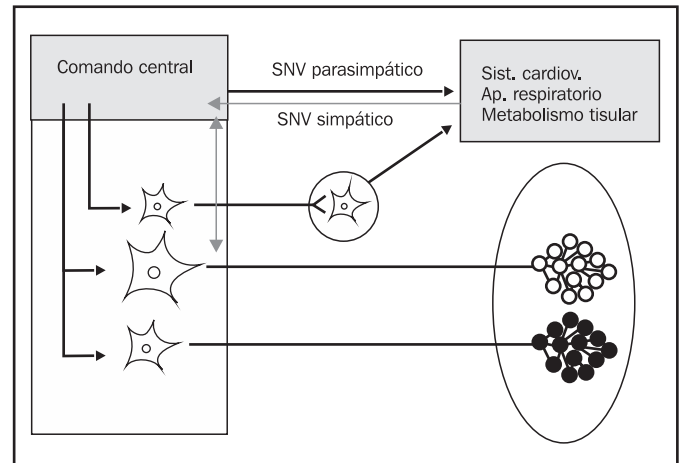 Comando central
SNV parasimpático
SNV simpático
Sist. cardiov.
Ap. respiratorio
Metabolismo tisular